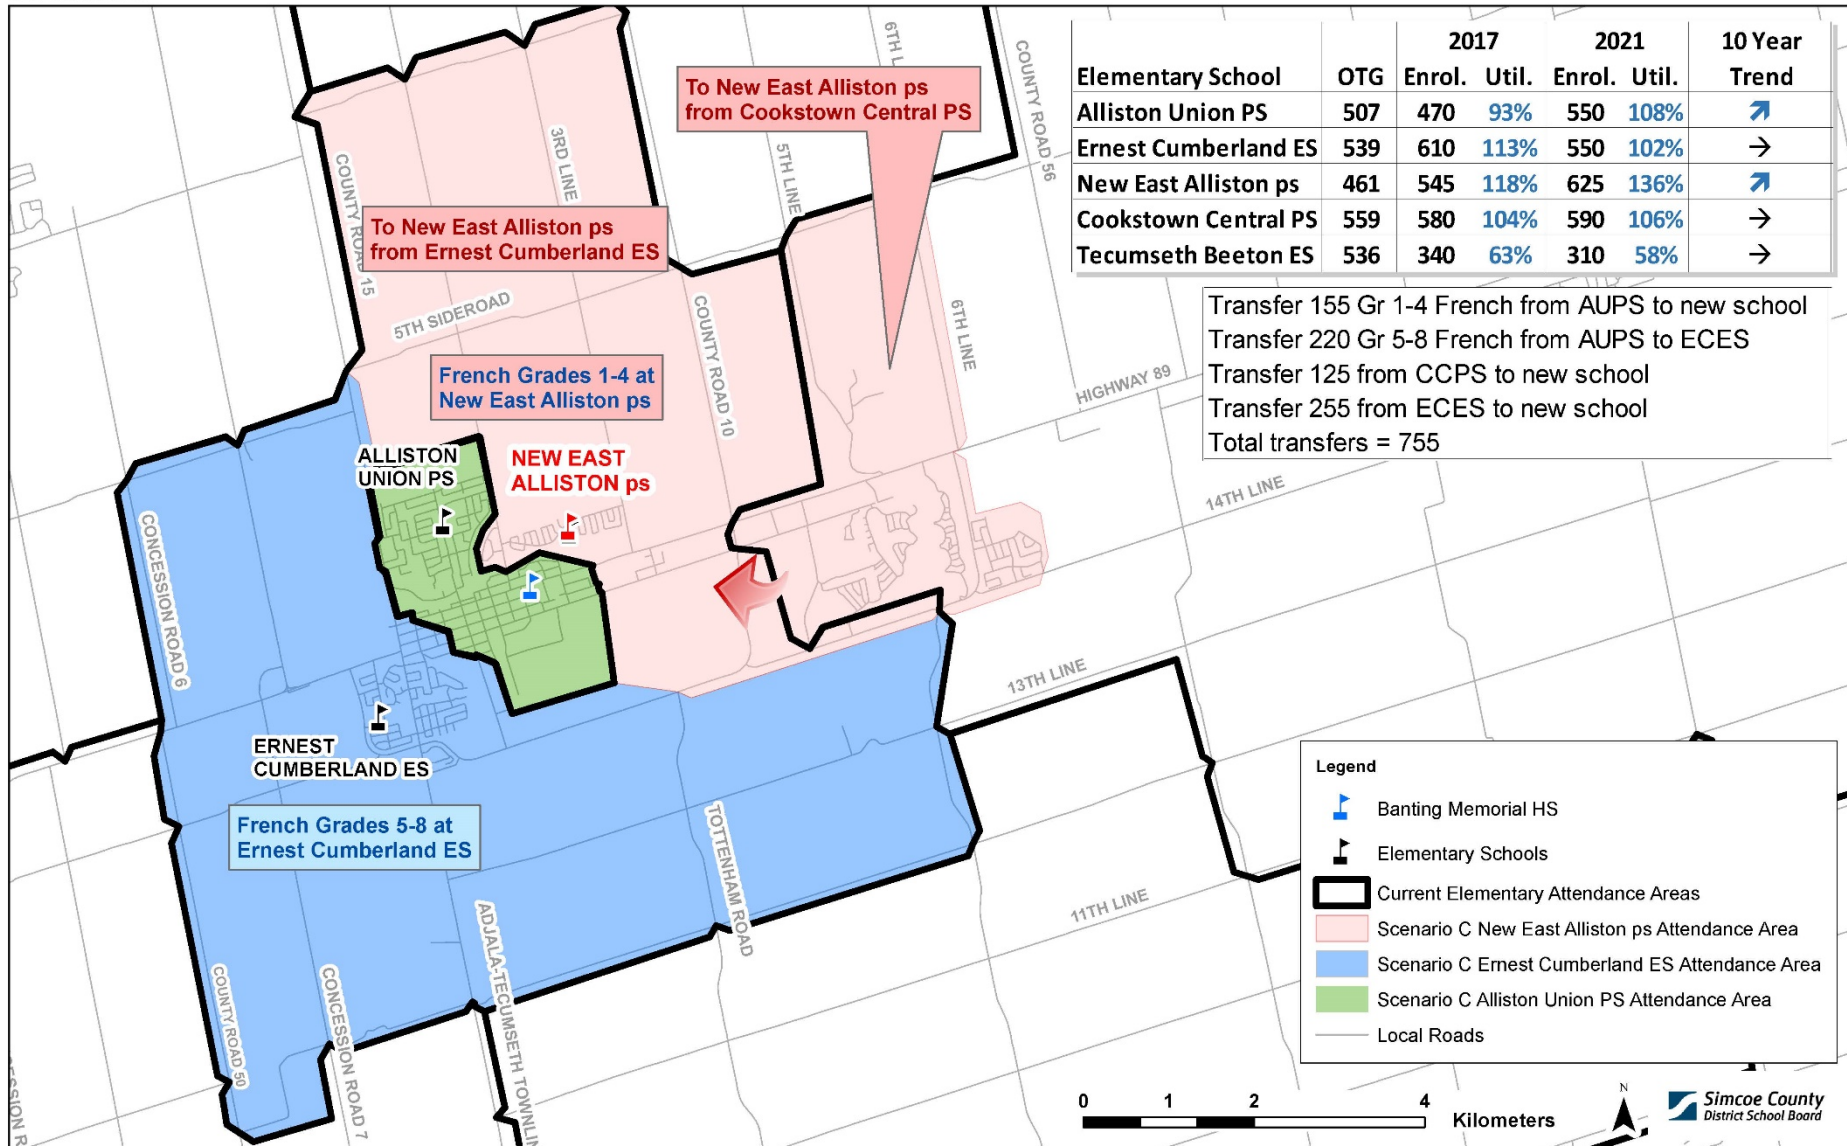 2017 2021 10 Year
Elementary School OTG Enrol. Util. Enrol. Util. Trend
Alliston Union PS 507 470 93% 550 108%
Ernest Cumberland ES 539 610 113% 550 102% →
New East Alliston ps 461 545 118% 625 136%
Cookstown Central PS 559 580 104% 590 106% →
Tecumseth Beeton ES 536 340 63% 310 58% →
Transfer 155 Gr 1-4 French from AUPS to new school
Transfer 220 Gr 5-8 French from AUPS to ECES
Transfer 125 from CCPS to new school
Transfer 255 from ECES to new school
Total transfers = 755
To New East Alliston ps
from Cookstown Central PS
To New East Alliston ps
from Ernest Cumberland ES
French Grades 1-4 at
New East Alliston ps
ALLISTON
UNION PS
NEW EAST
ALLISTON ps
ERNEST
CUMBERLAND ES
French Grades 5-8 at
Ernest Cumberland ES
COUNTY ROAD 15
3RD LINE
5TH LINE
6TH L
COUNTY ROAD 56
5TH SIDEROAD
COUNTY ROAD 10
6TH LINE
HIGHWAY 89
14TH LINE
13TH LINE
11TH LINE
CONCESSION ROAD 6
TOTTENHAM ROAD
COUNTY ROAD 50
CONCESSION ROAD 7
ADJALA-TECUMSETH TOWNLIN
CESSION R
Legend
Banting Memorial HS
Elementary Schools
Current Elementary Attendance Areas
Scenario C New East Alliston ps Attendance Area
Scenario C Ernest Cumberland ES Attendance Area
Scenario C Alliston Union PS Attendance Area
Local Roads
0 1 2 4
Kilometers
N
Simcoe County
District School Board